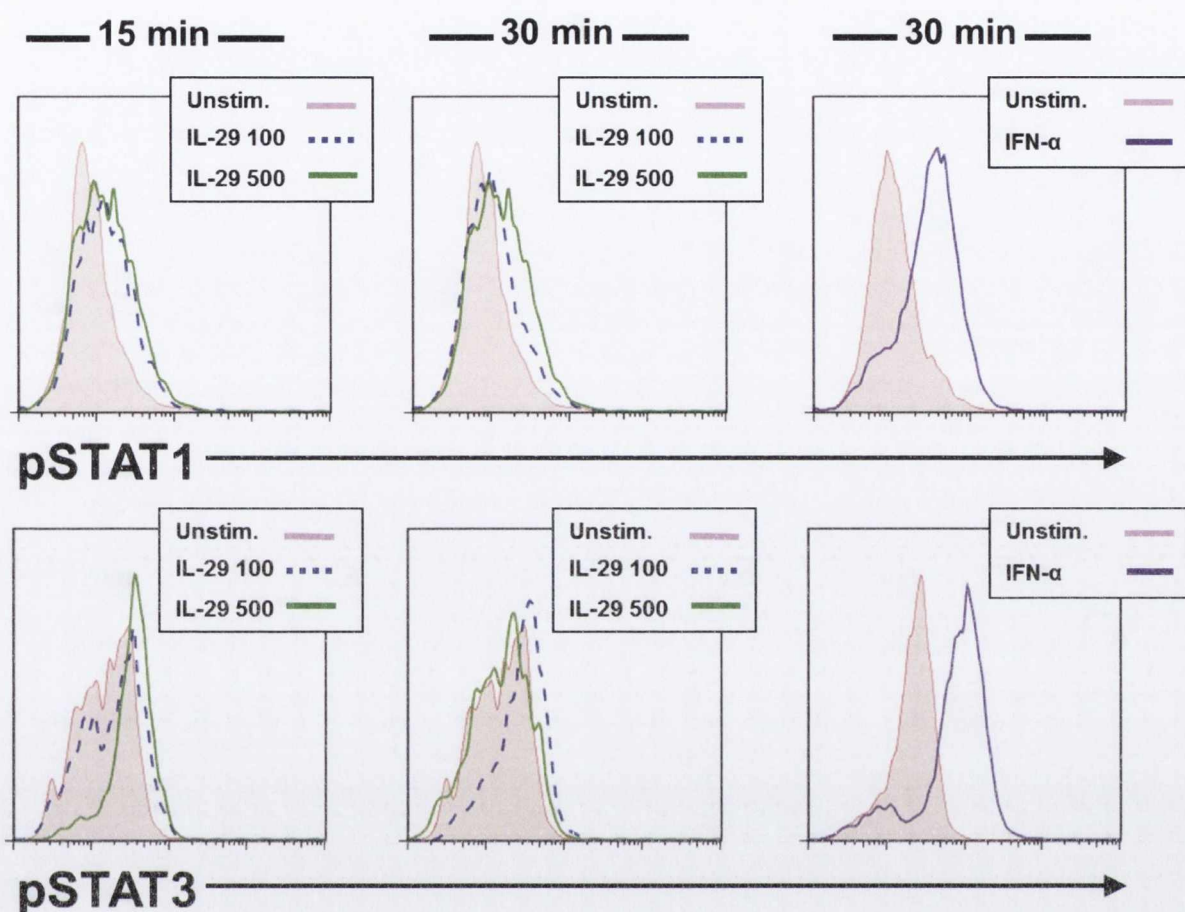 15 min
30 min
30 min
Unstim.
IL-29 100
IL-29 500
Unstim.
IL-29 100
IL-29 500
Unstim.
IFN-α
pSTAT1
Unstim.
IL-29 100
IL-29 500
Unstim.
IL-29 100
IL-29 500
Unstim.
IFN-α
pSTAT3